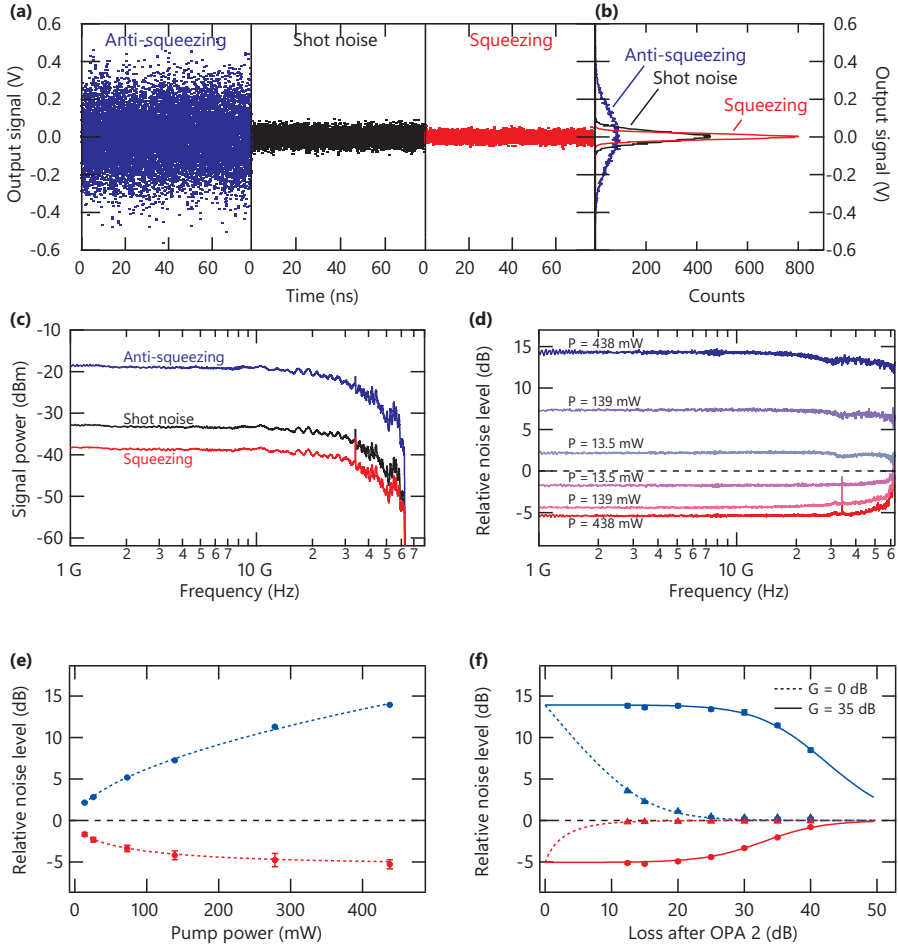 (a)
Anti-squeezing
Shot noise
Squeezing
Output signal (V)
0.6
0.4
0.2
0.0
-0.2
-0.4
-0.6
0 20 40 60 0 20 40 60 0 20 40 60
Time (ns)
(b)
Anti-squeezing
Shot noise
Squeezing
0.6
0.4
0.2
0.0
-0.2
-0.4
-0.6
Output signal (V)
200 400 600 800
Counts
(c)
Signal power (dBm)
-10
-20
-30
-40
-50
-60
Anti-squeezing
Shot noise
Squeezing
2 3 4 5 6 7 2 3 4 5 6 7
1 G 10 G
Frequency (Hz)
(d)
Relative noise level (dB)
15
10
5
0
-5
P = 438 mW
P = 139 mW
P = 13.5 mW
P = 13.5 mW
P = 139 mW
P = 438 mW
2 3 4 5 6 7 2 3 4 5 6
1 G 10 G
Frequency (Hz)
(e)
Relative noise level (dB)
15
10
5
0
-5
0 100 200 300 400
Pump power (mW)
(f)
Relative noise level (dB)
15
10
5
0
-5
G = 0 dB
G = 35 dB
0 10 20 30 40 50
Loss after OPA 2 (dB)